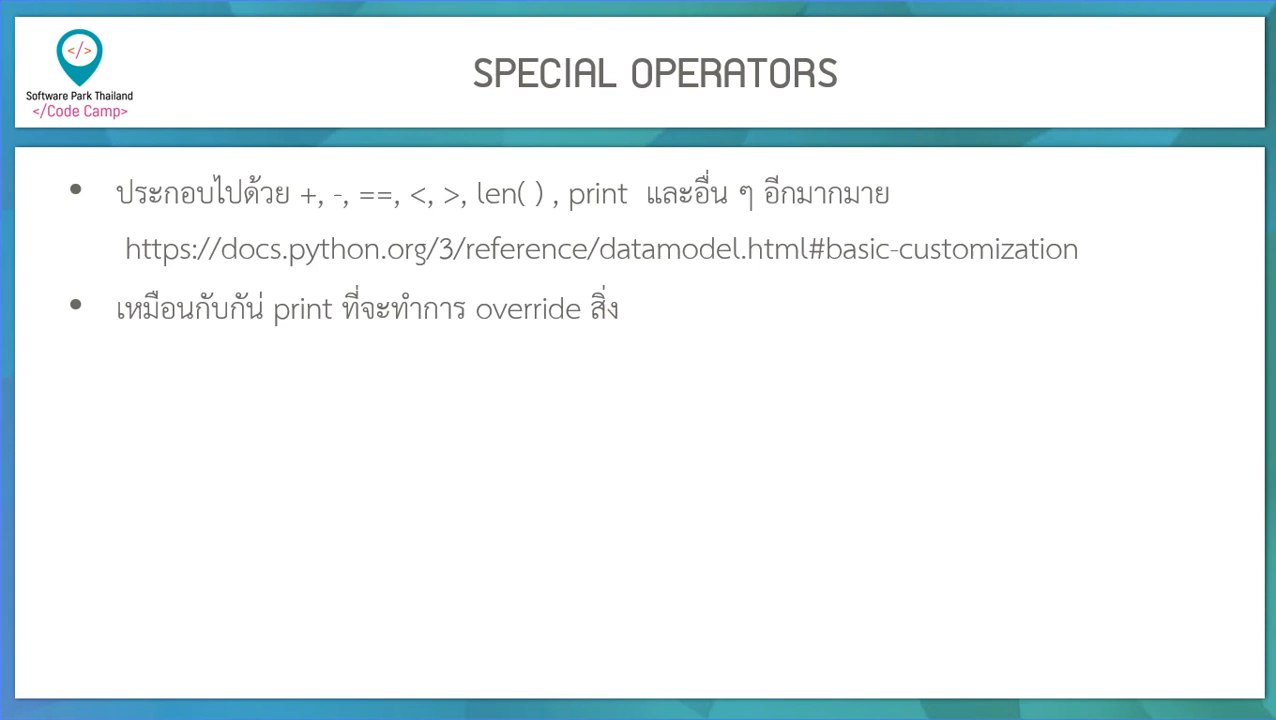 </>
Software Park Thailand
</Code Camp>
SPECIAL OPERATORS
• ประกอบไปด้วย +, -, ==, <, >, len( ) , print และอื่น ๆ อีกมากมาย
https://docs.python.org/3/reference/datamodel.html#basic-customization
• เหมือนกับกัน่ print ที่จะทำการ override สิ่ง